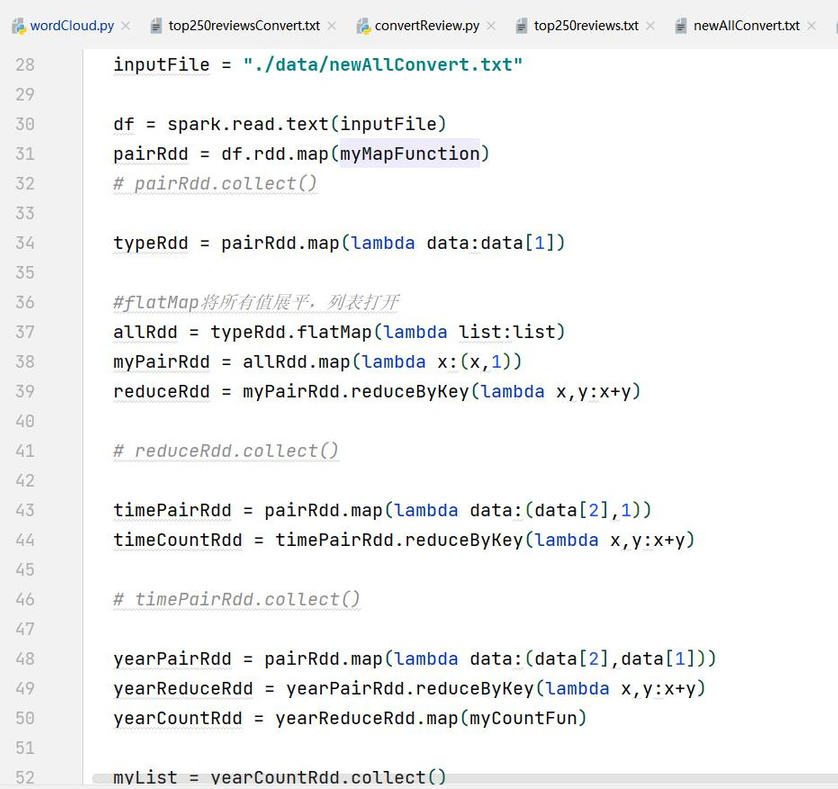 wordCloud.py top250reviewsConvert.txt convertReview.py top250reviews.txt newAllConvert.txt
28 inputFile = "./data/newAllConvert.txt"
29
30 df = spark.read.text(inputFile)
31 pairRdd = df.rdd.map(myMapFunction)
32 # pairRdd.collect()
33
34 typeRdd = pairRdd.map(lambda data:data[1])
35
36 #flatMap将所有值展平，列表打开
37 allRdd = typeRdd.flatMap(lambda list:list)
38 myPairRdd = allRdd.map(lambda x:(x,1))
39 reduceRdd = myPairRdd.reduceByKey(lambda x,y:x+y)
40
41 # reduceRdd.collect()
42
43 timePairRdd = pairRdd.map(lambda data:(data[2],1))
44 timeCountRdd = timePairRdd.reduceByKey(lambda x,y:x+y)
45
46 # timePairRdd.collect()
47
48 yearPairRdd = pairRdd.map(lambda data:(data[2],data[1]))
49 yearReduceRdd = yearPairRdd.reduceByKey(lambda x,y:x+y)
50 yearCountRdd = yearReduceRdd.map(myCountFun)
51
52 myList = yearCountRdd.collect()